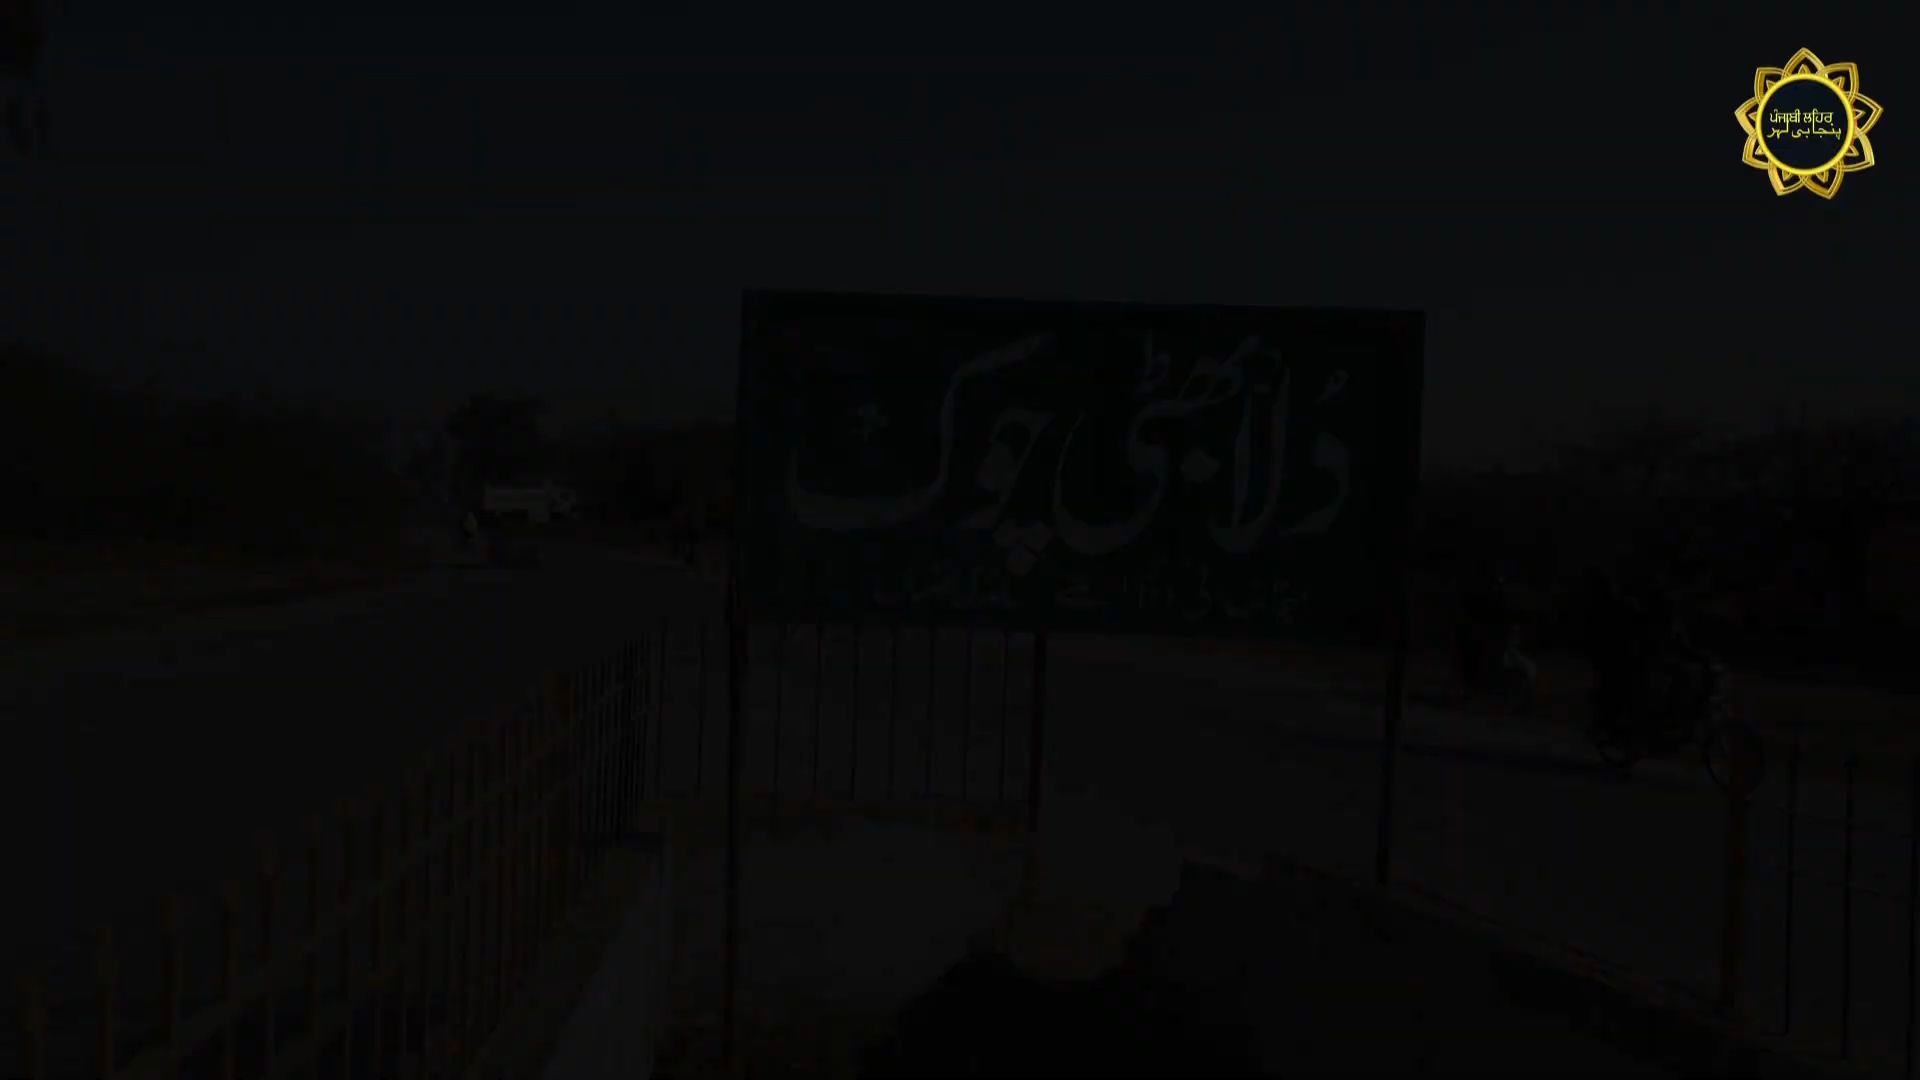 ਪੰਜਾਬੀ ਲਹਿਰ
پنجابی لہر
دُلا بھٹی چوک